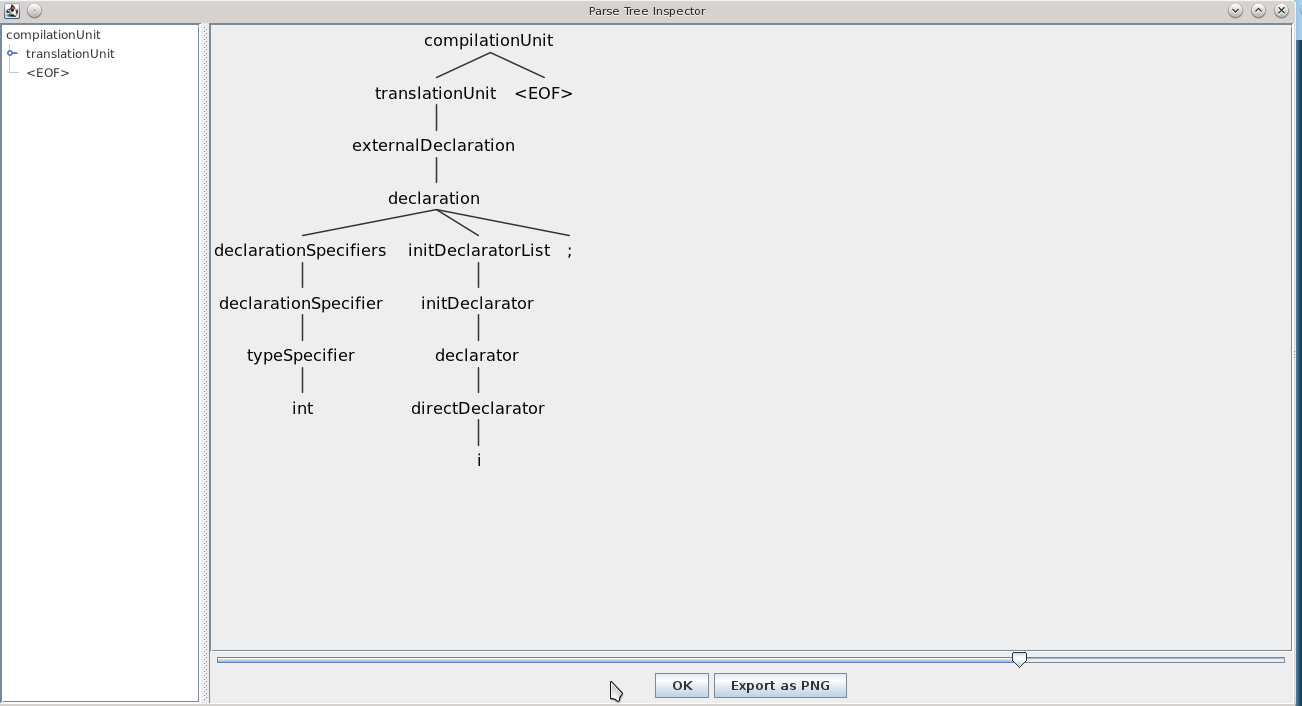 Parse Tree Inspector
compilationUnit
translationUnit
<EOF>
compilationUnit
translationUnit <EOF>
externalDeclaration
declaration
declarationSpecifiers initDeclaratorList ;
declarationSpecifier initDeclarator
typeSpecifier declarator
int directDeclarator
i
OK Export as PNG